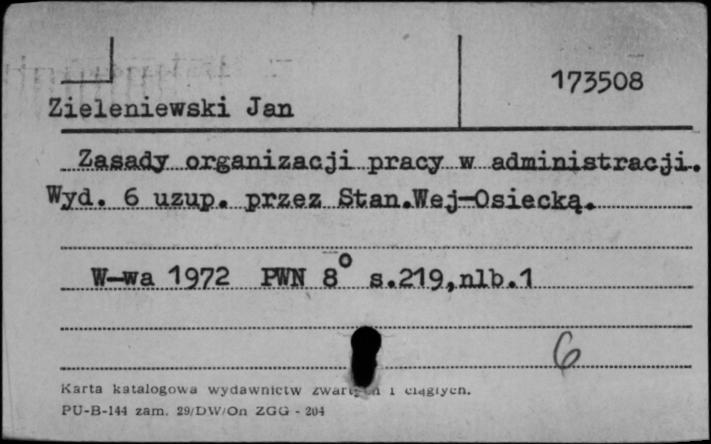 173508
Zieleniewski Jan
Zasady organizacji pracy w administracji.
Wyd. 6 uzup. przez Stan.Wej-Osiecką.
W-wa 1972 PWN 8° s.219,nlb.1
6
Karta katalogowa wydawnictw zwartych i ciągłych.
PU-B-144 zam. 29/DW/On ZGG - 204